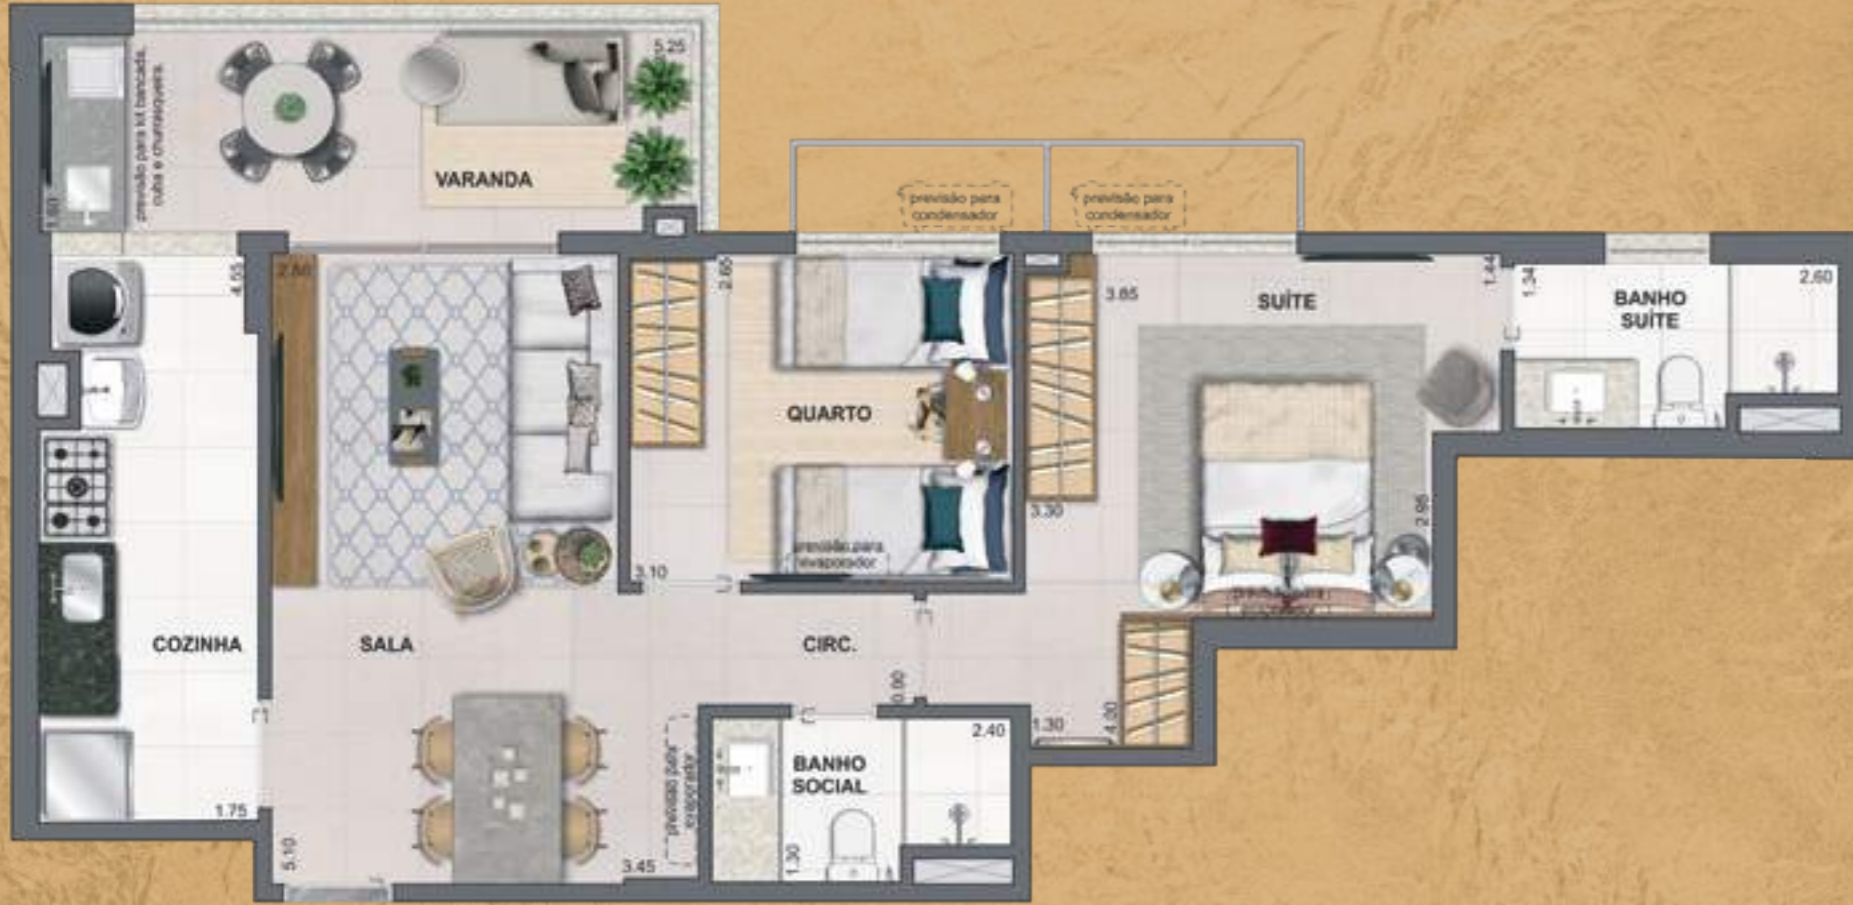 previsão para kit bancada,
cuba e churrasqueira.
5.25
VARANDA
1.60
previsão para
condensador
previsão para
condensador
4.55
2.80
2.65
3.85
SUÍTE
1.44
1.34
BANHO
SUÍTE
2.60
QUARTO
3.30
2.95
previsão para
evaporador
3.10
COZINHA
SALA
CIRC.
0.90
1.30
4.00
2.40
BANHO
SOCIAL
previsão para
evaporador
1.75
5.10
3.45
1.30